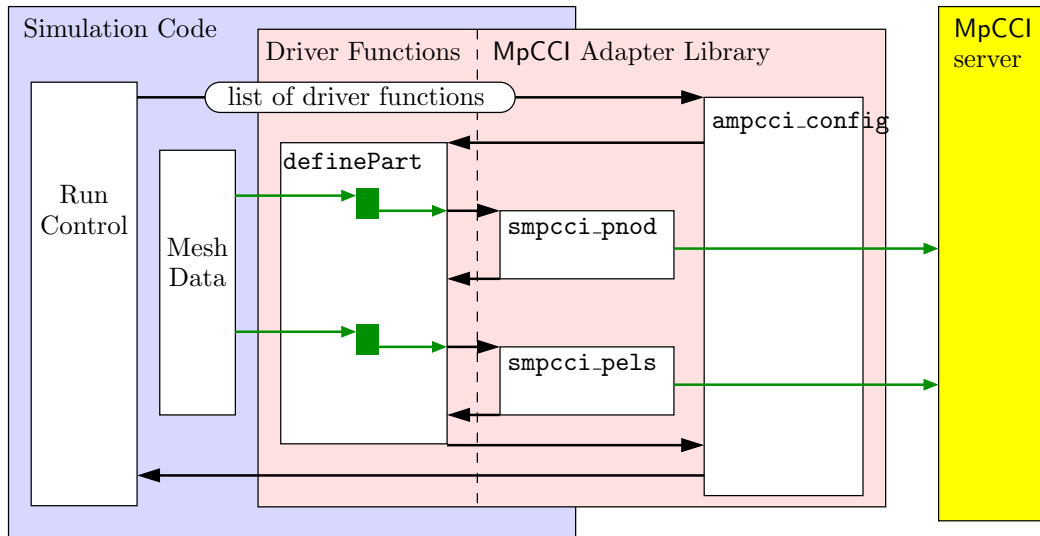 Simulation Code
Driver Functions
MpCCI Adapter Library
MpCCI
server
list of driver functions
ampcci_config
definePart
Run
Control
Mesh
Data
smpcci_pnod
smpcci_pels